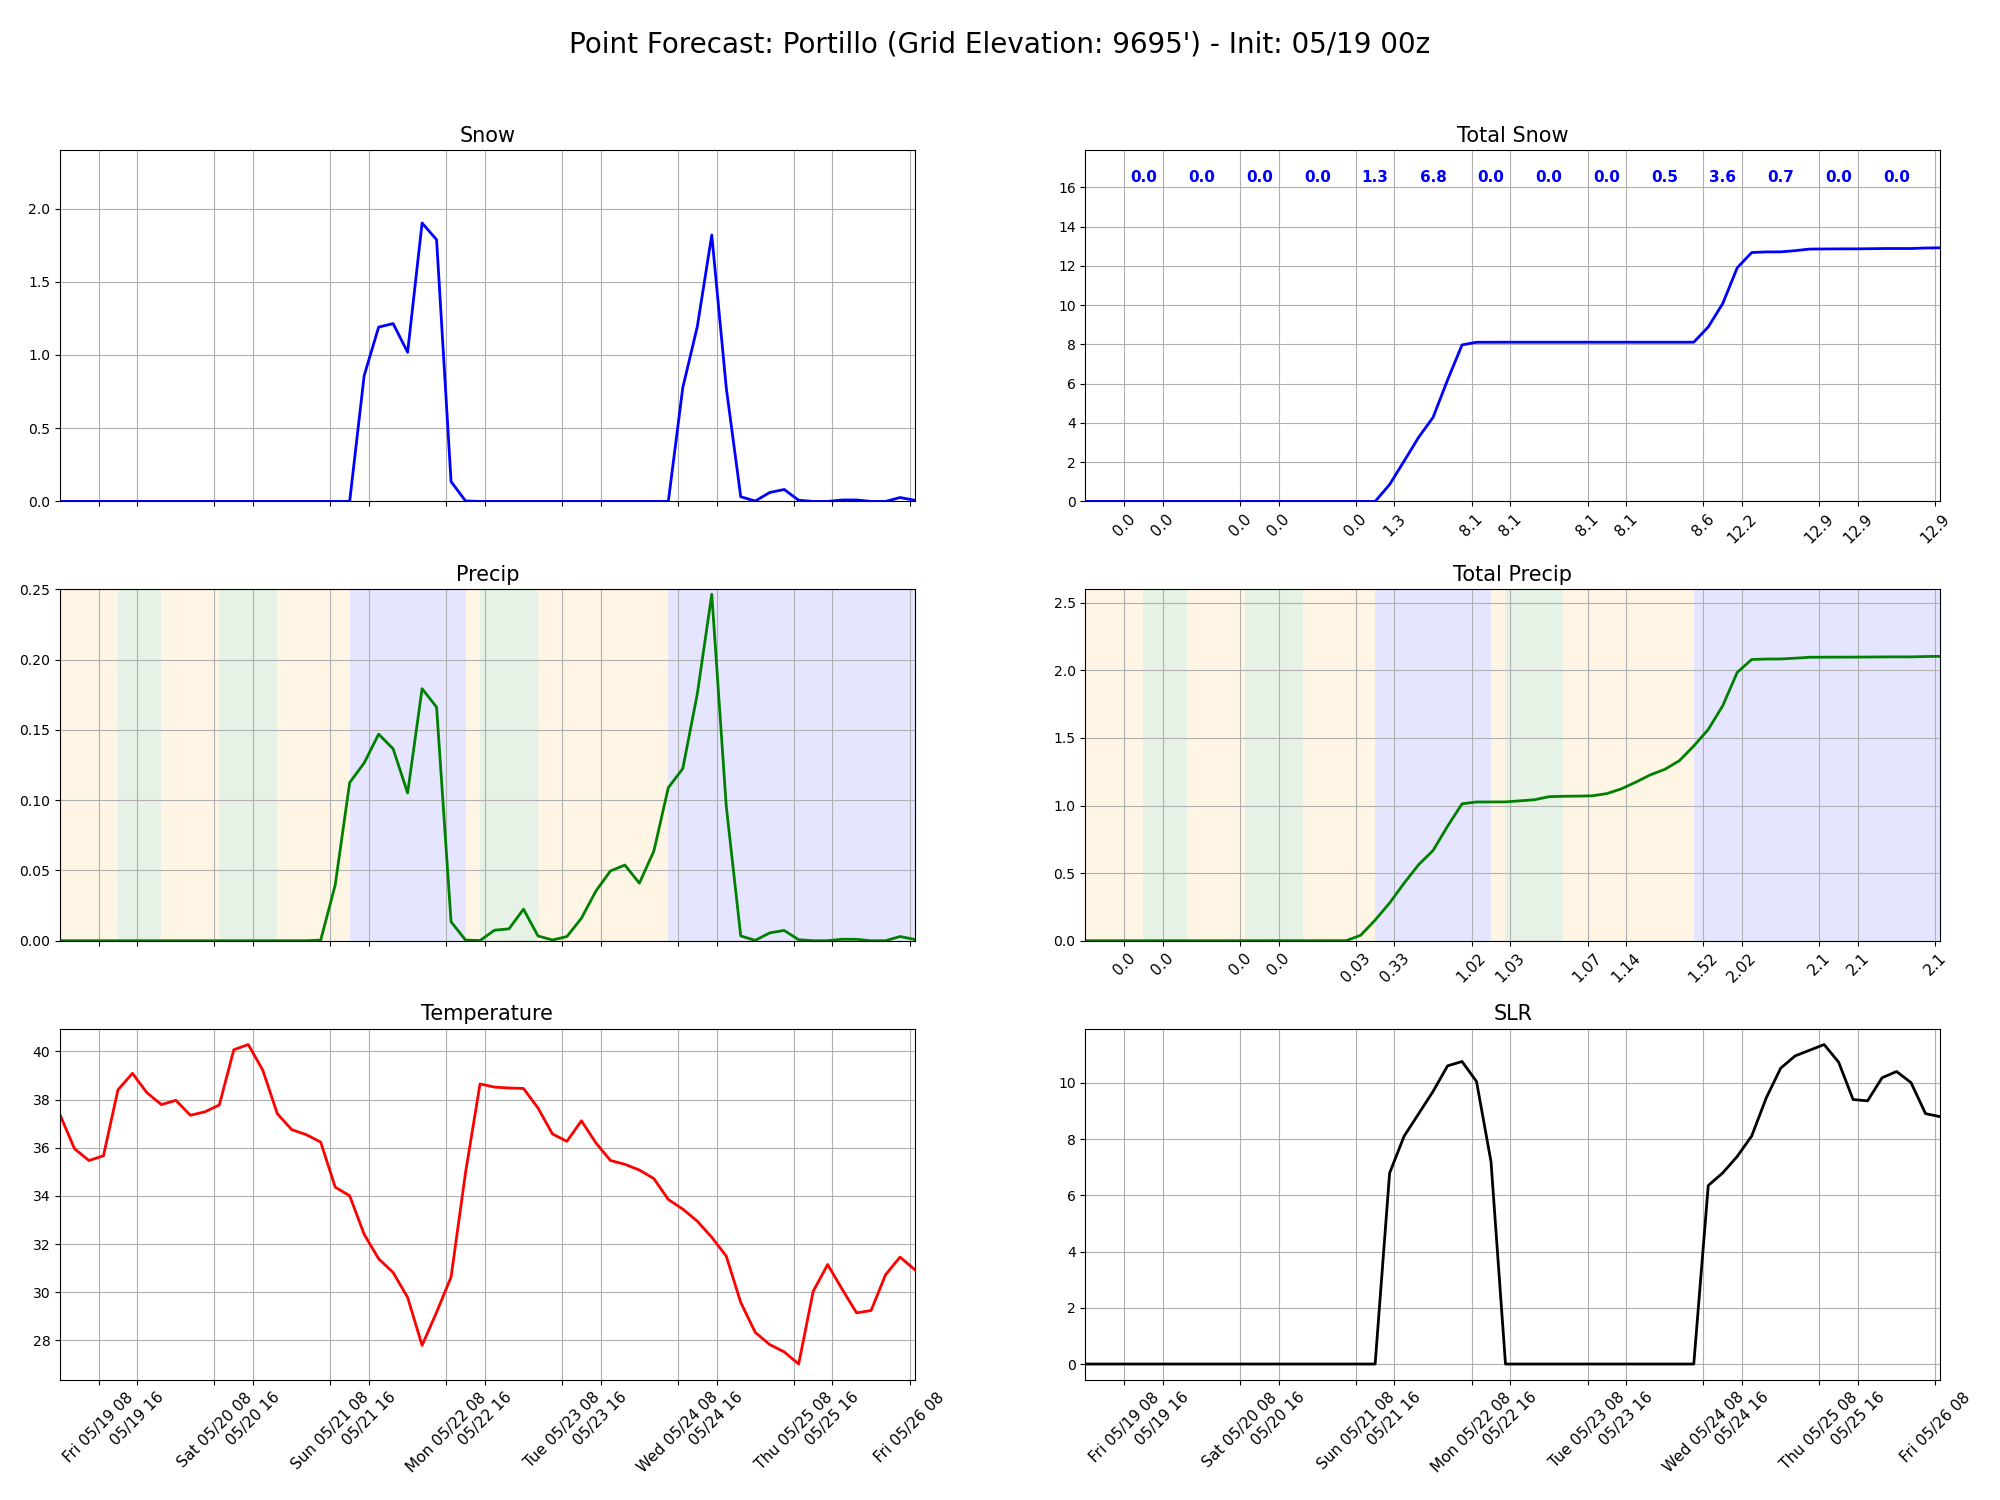 Point Forecast: Portillo (Grid Elevation: 9695') - Init: 05/19 00z
Snow
2.0
1.5
1.0
0.5
0.0
Total Snow
0.0 0.0 0.0 0.0 1.3 6.8 0.0 0.0 0.0 0.5 3.6 0.7 0.0 0.0
16
14
12
10
8
6
4
2
0
0.0 0.0 0.0 0.0 0.0 1.3 8.1 8.1 8.1 8.1 8.6 12.2 12.9 12.9 12.9
Precip
0.25
0.20
0.15
0.10
0.05
0.00
Total Precip
2.5
2.0
1.5
1.0
0.5
0.0
0.0 0.0 0.0 0.0 0.03 0.33 1.02 1.03 1.07 1.14 1.52 2.02 2.1 2.1 2.1
Temperature
40
38
36
34
32
30
28
Fri 05/19 08
05/19 16
Sat 05/20 08
05/20 16
Sun 05/21 08
05/21 16
Mon 05/22 08
05/22 16
Tue 05/23 08
05/23 16
Wed 05/24 08
05/24 16
Thu 05/25 08
05/25 16
Fri 05/26 08
SLR
10
8
6
4
2
0
Fri 05/19 08
05/19 16
Sat 05/20 08
05/20 16
Sun 05/21 08
05/21 16
Mon 05/22 08
05/22 16
Tue 05/23 08
05/23 16
Wed 05/24 08
05/24 16
Thu 05/25 08
05/25 16
Fri 05/26 08